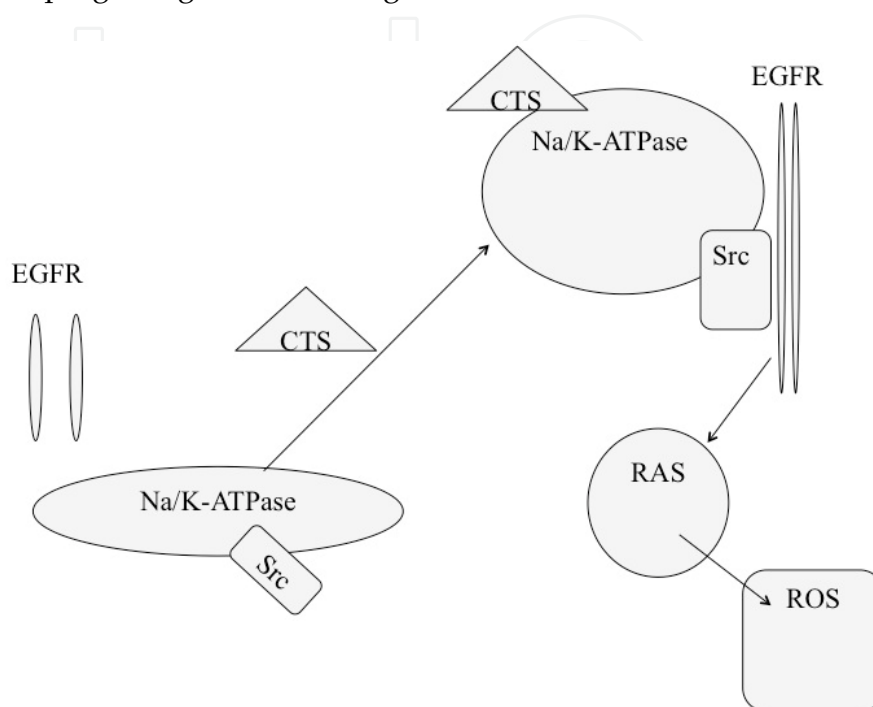 CTS
EGFR
Na/K-ATPase
Src
EGFR
CTS
RAS
Na/K-ATPase
Src
ROS